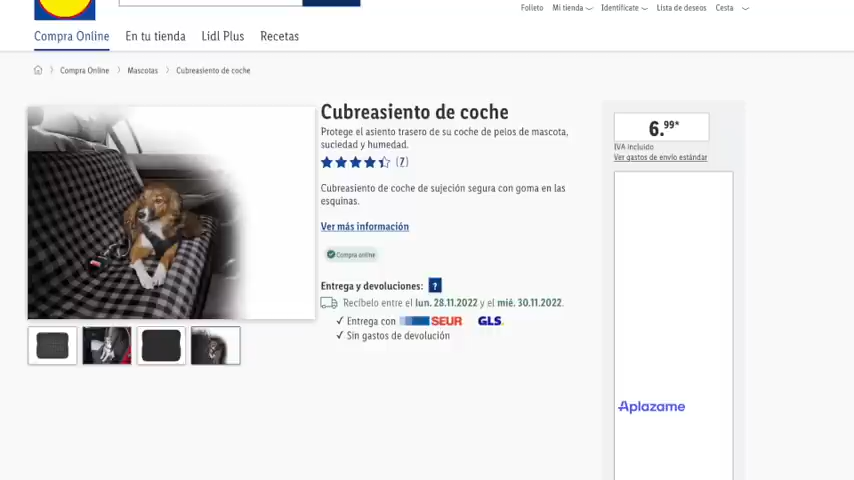 Folleto Mi tienda Identifícate Lista de deseos Cesta
Compra Online En tu tienda Lidl Plus Recetas
Compra Online Mascotas Cubreasiento de coche
Cubreasiento de coche
Protege el asiento trasero de su coche de pelos de mascota,
suciedad y humedad.
(7)
Cubreasiento de coche de sujeción segura con goma en las
esquinas.
Ver más información
Compra online
Entrega y devoluciones: ?
Recíbelo entre el lun. 28.11.2022 y el mié. 30.11.2022.
✓ Entrega con SEUR GLS.
✓ Sin gastos de devolución
6.99*
IVA incluido
Ver gastos de envío estándar
Aplazame